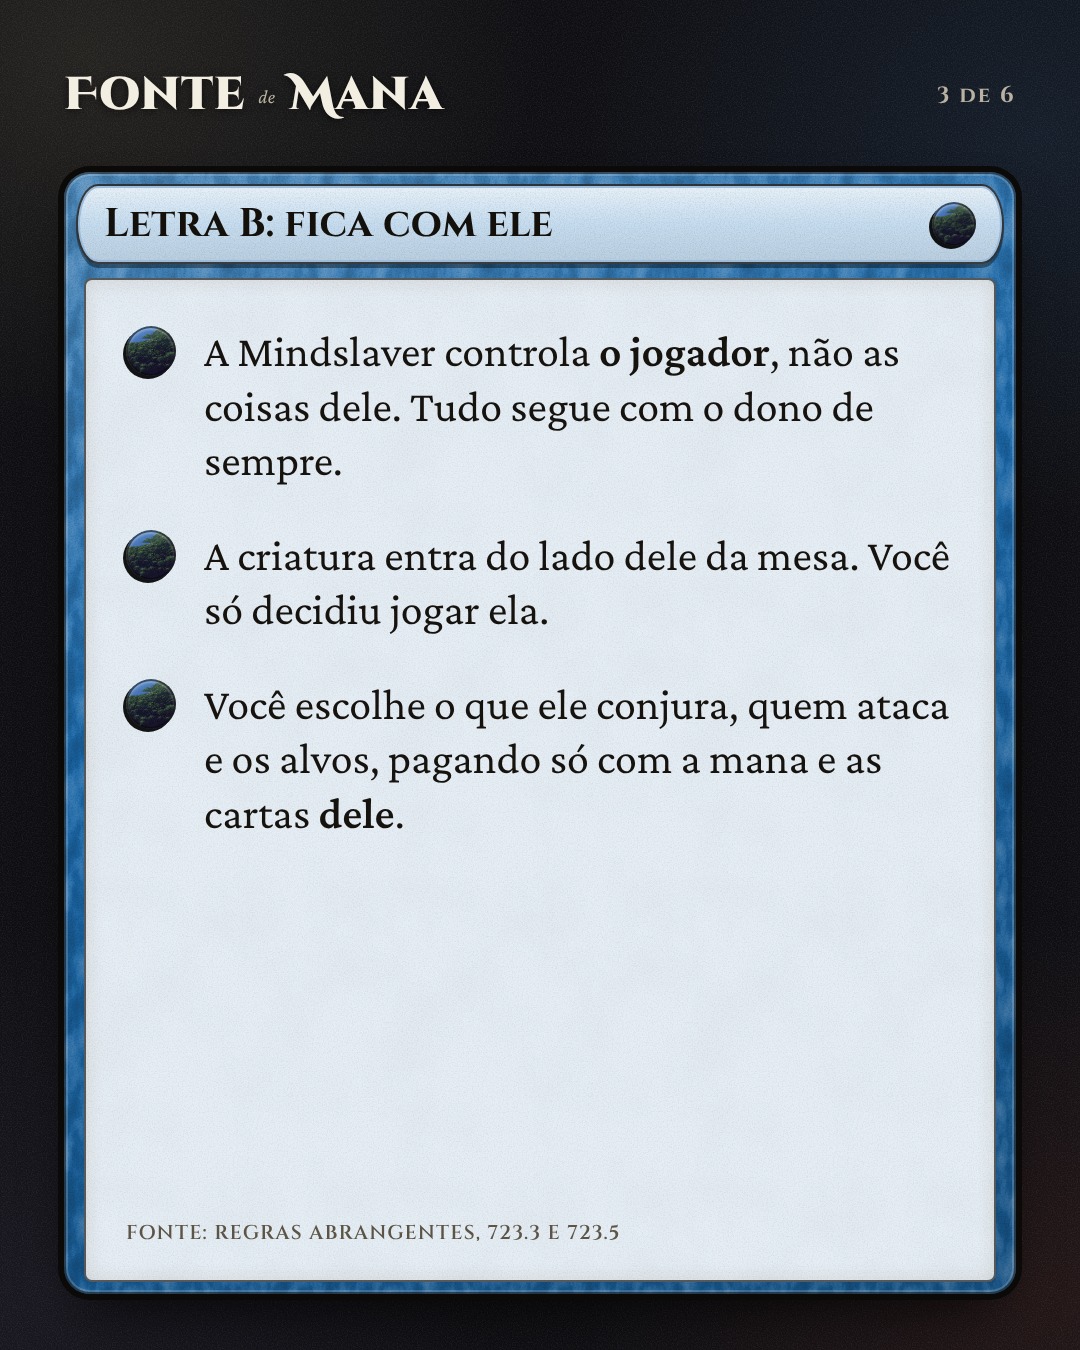 Fonte de Mana
3 de 6
Letra B: fica com ele
A Mindslaver controla o jogador, não as
coisas dele. Tudo segue com o dono de
sempre.
A criatura entra do lado dele da mesa. Você
só decidiu jogar ela.
Você escolhe o que ele conjura, quem ataca
e os alvos, pagando só com a mana e as
cartas dele.
FONTE: REGRAS ABRANGENTES, 723.3 E 723.5